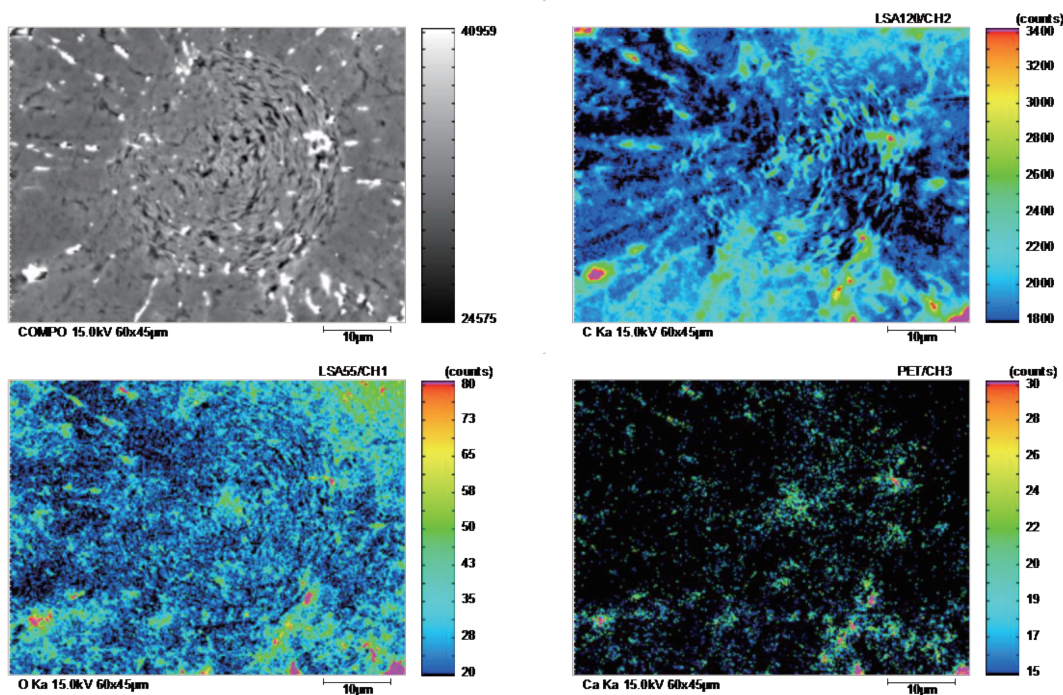 40959
24575
COMPO 15.0kV 60x45µm
10µm
LSA120/CH2 (counts)
3400
3200
3000
2800
2600
2400
2200
2000
1800
C Ka 15.0kV 60x45µm
10µm
LSA55/CH1 (counts)
80
73
65
58
50
43
35
28
20
O Ka 15.0kV 60x45µm
10µm
PET/CH3 (counts)
30
28
26
24
22
20
19
17
15
Ca Ka 15.0kV 60x45µm
10µm